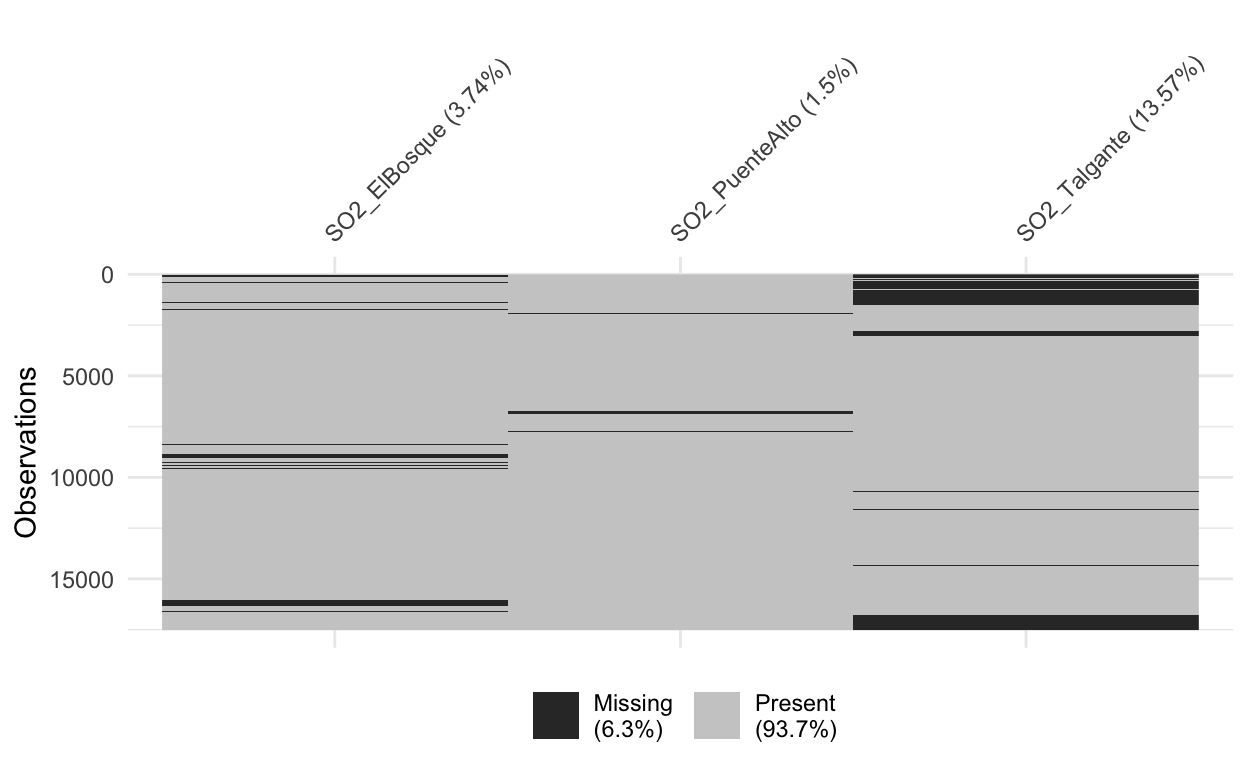 SO2_ElBosque (3.74%)
SO2_PuenteAlto (1.5%)
SO2_Talgante (13.57%)
0
5000
10000
15000
Observations
Missing
(6.3%)
Present
(93.7%)